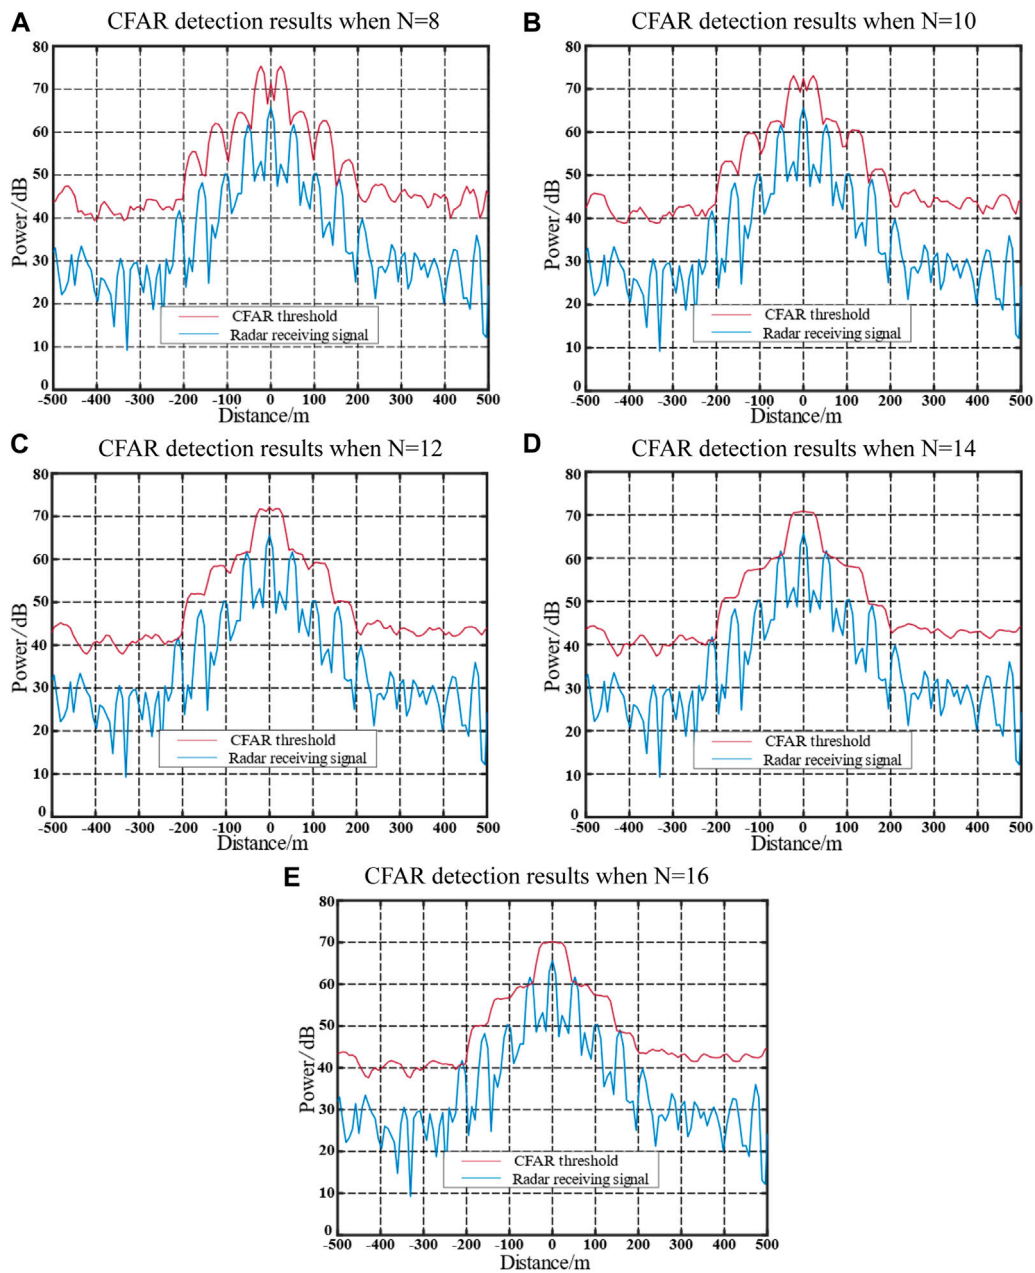 A CFAR detection results when N=8
80
70
60
50
40
30
20
10
0
Power/dB
CFAR threshold
Radar receiving signal
-500 -400 -300 -200 -100 0 100 200 300 400 500
Distance/m
B CFAR detection results when N=10
80
70
60
50
40
30
20
10
0
Power/dB
CFAR threshold
Radar receiving signal
-500 -400 -300 -200 -100 0 100 200 300 400 500
Distance/m
C CFAR detection results when N=12
80
70
60
50
40
30
20
10
0
Power/dB
CFAR threshold
Radar receiving signal
-500 -400 -300 -200 -100 0 100 200 300 400 500
Distance/m
D CFAR detection results when N=14
80
70
60
50
40
30
20
10
0
Power/dB
CFAR threshold
Radar receiving signal
-500 -400 -300 -200 -100 0 100 200 300 400 500
Distance/m
E CFAR detection results when N=16
80
70
60
50
40
30
20
10
0
Power/dB
CFAR threshold
Radar receiving signal
-500 -400 -300 -200 -100 0 100 200 300 400 500
Distance/m